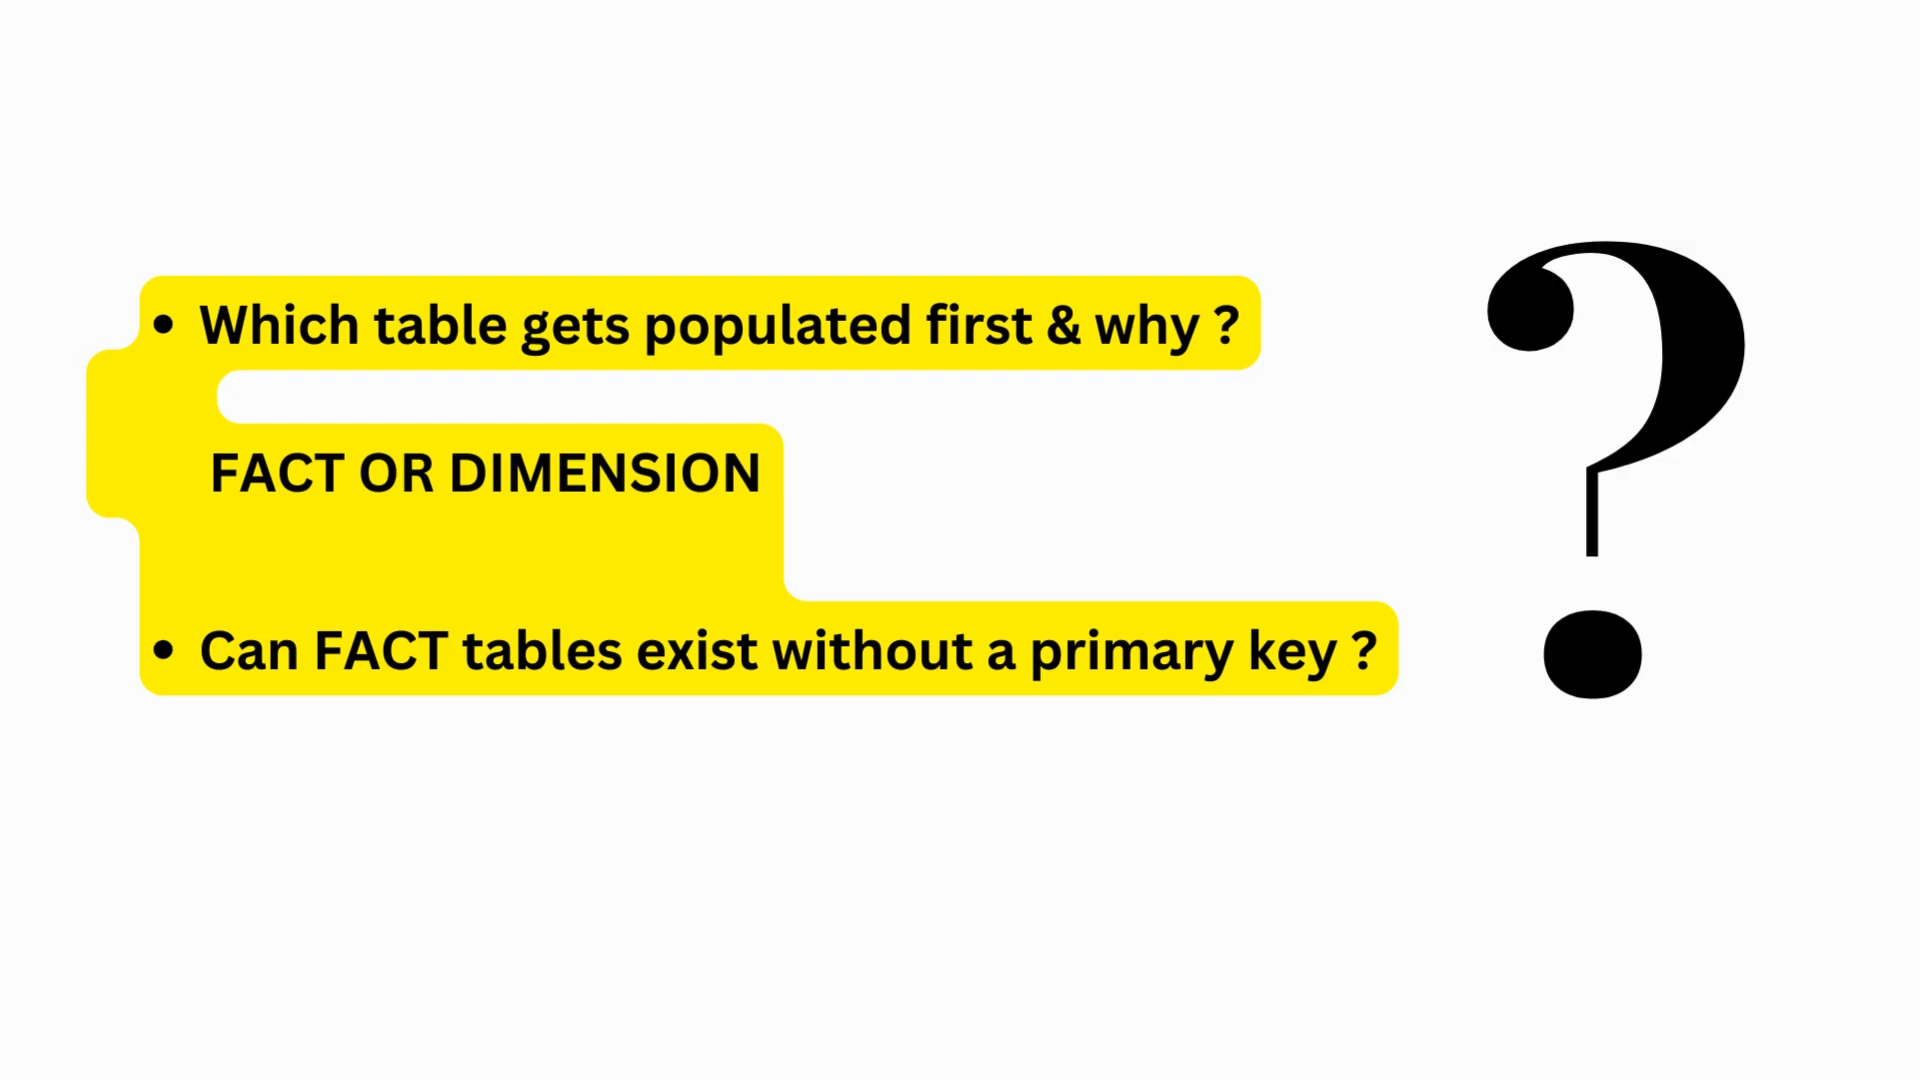 • Which table gets populated first & why ?
FACT OR DIMENSION
• Can FACT tables exist without a primary key ?
?